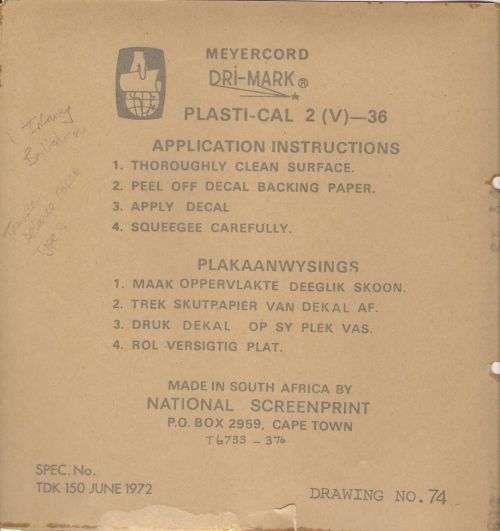 MEYERCORD
DRI-MARK®
PLASTI-CAL 2 (V)—36
APPLICATION INSTRUCTIONS
1. THOROUGHLY CLEAN SURFACE.
2. PEEL OFF DECAL BACKING PAPER.
3. APPLY DECAL
4. SQUEEGEE CAREFULLY.
PLAKAANWYSINGS
1. MAAK OPPERVLAKTE DEEGLIK SKOON.
2. TREK SKUTPAPIER VAN DEKAL AF.
3. DRUK DEKAL OP SY PLEK VAS.
4. ROL VERSIGTIG PLAT.
MADE IN SOUTH AFRICA BY
NATIONAL SCREENPRINT
P.O. BOX 2959, CAPE TOWN
SPEC. No.
TDK 150 JUNE 1972
DRAWING NO. 74